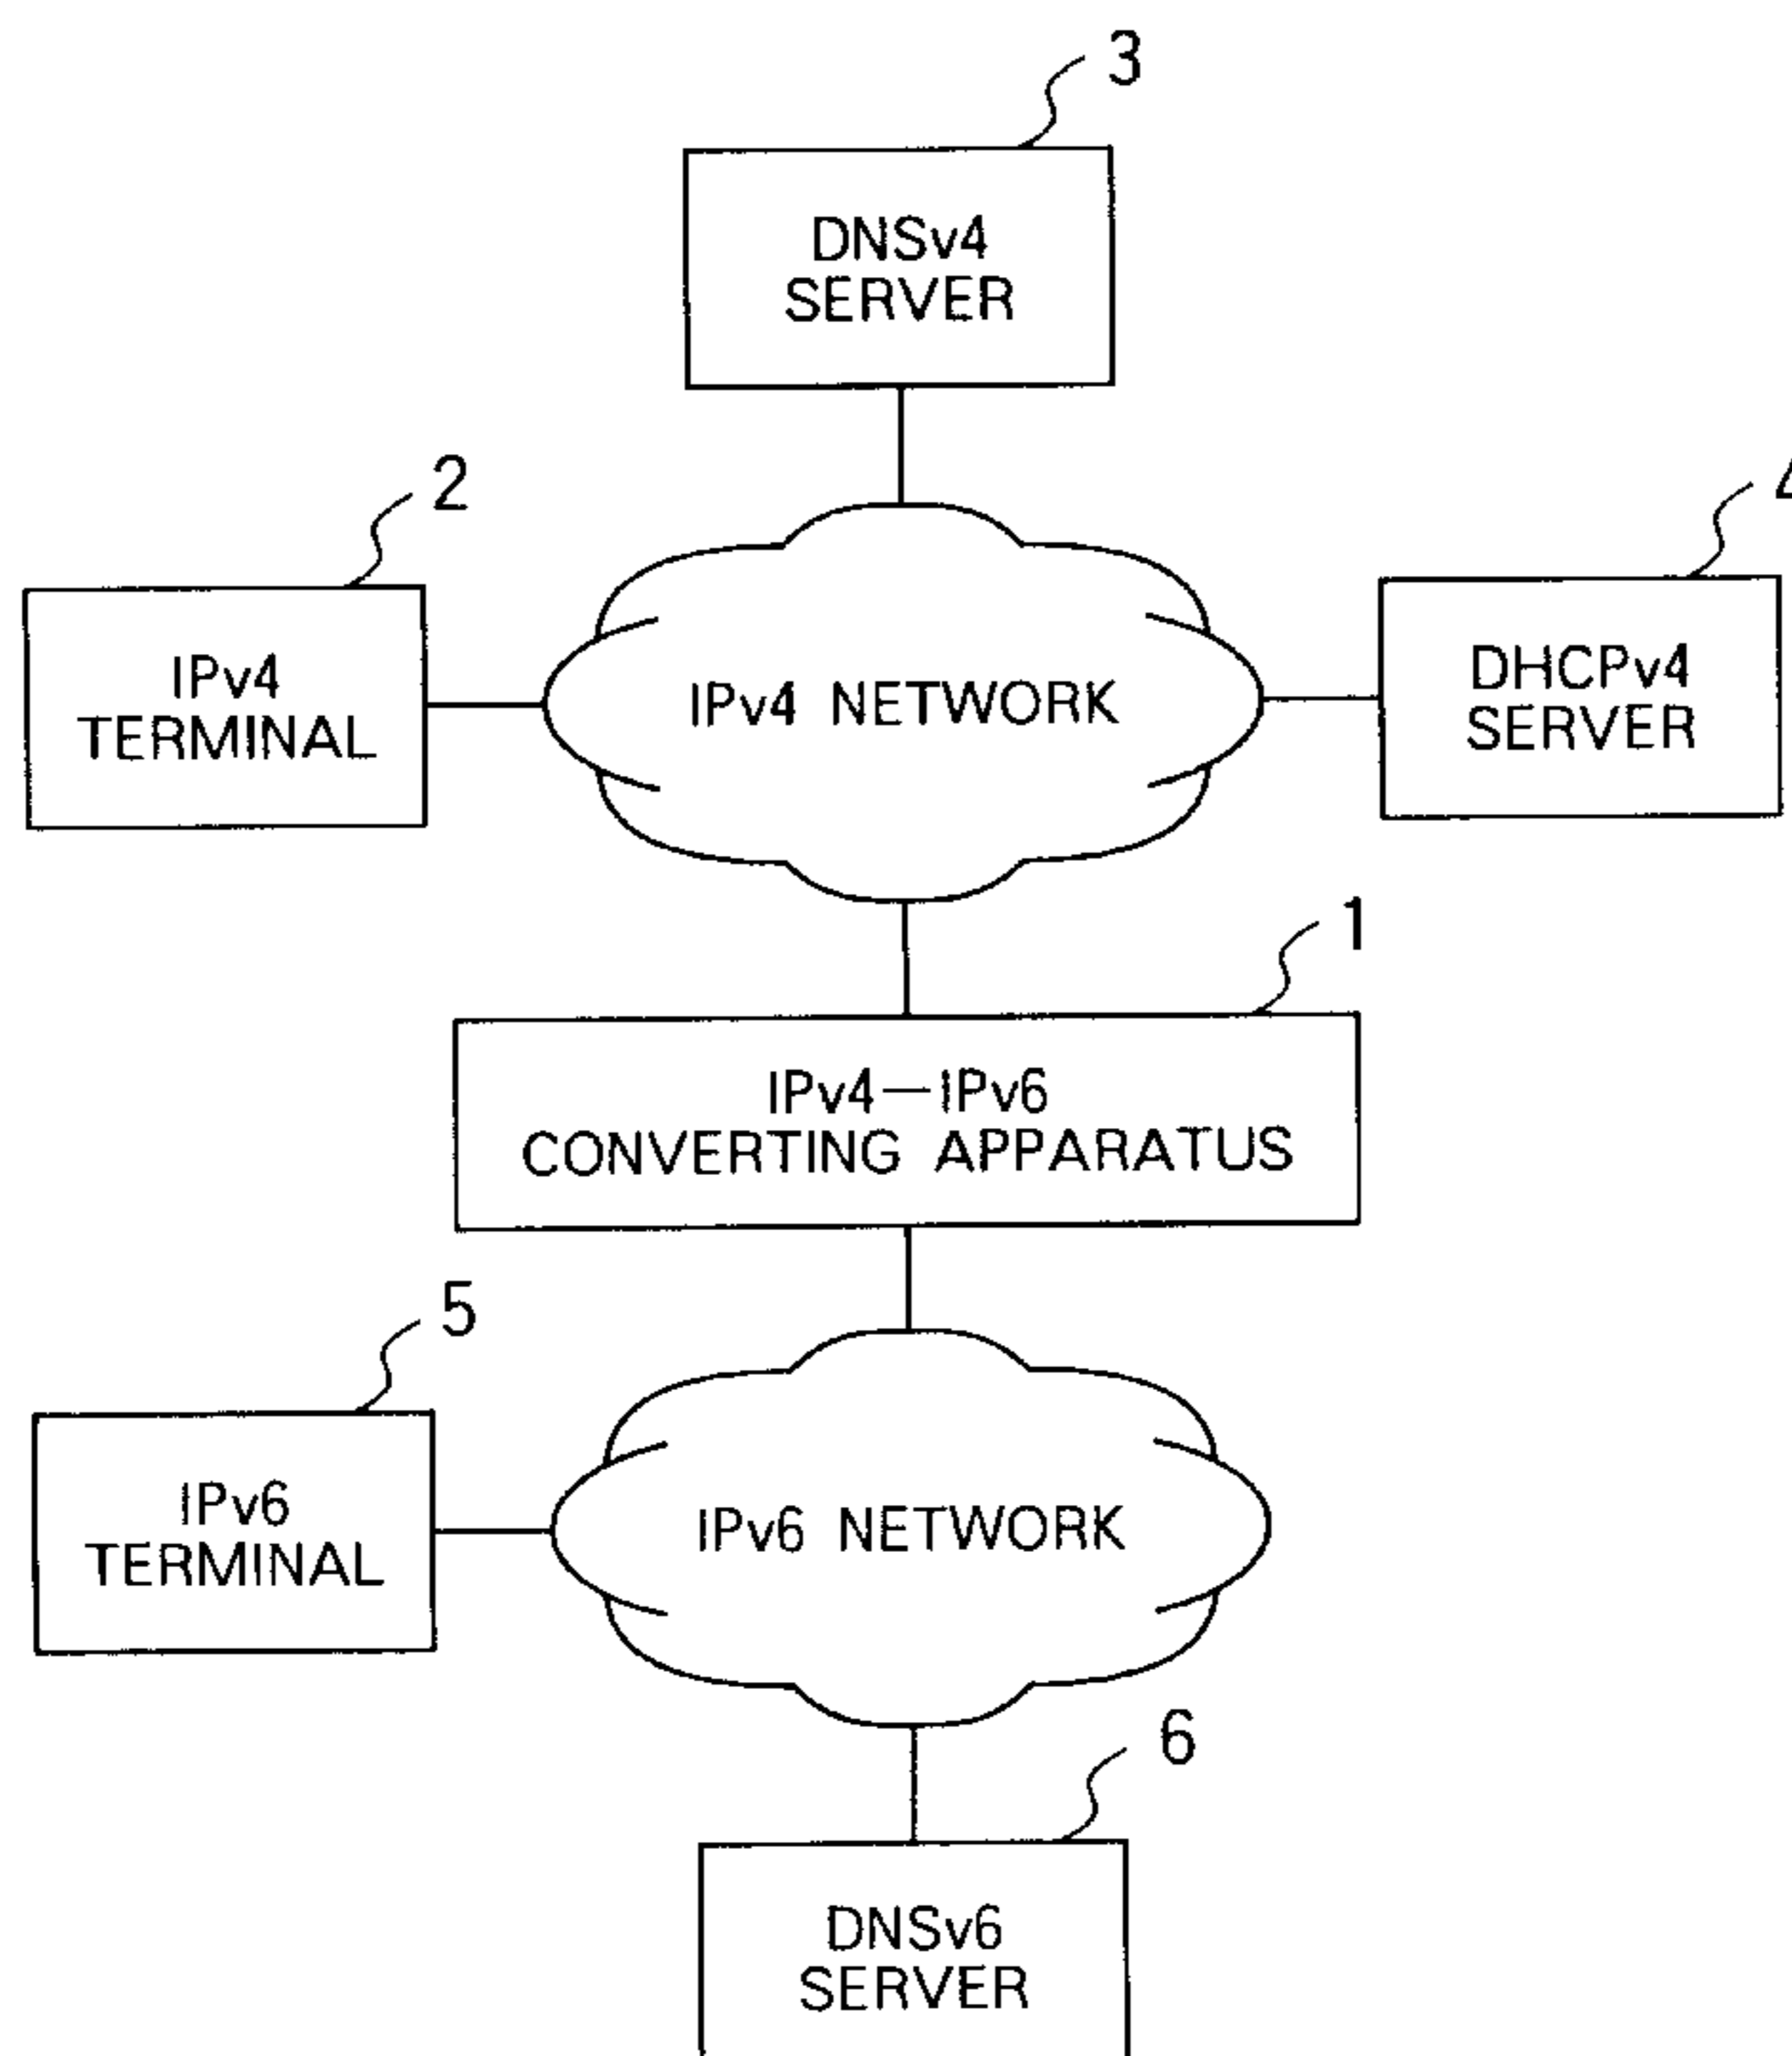 3
DNSv4
SERVER
2
4
IPv4
TERMINAL
IPv4 NETWORK
DHCPv4
SERVER
1
IPv4—IPv6
CONVERTING APPARATUS
5
IPv6
TERMINAL
IPv6 NETWORK
6
DNSv6
SERVER